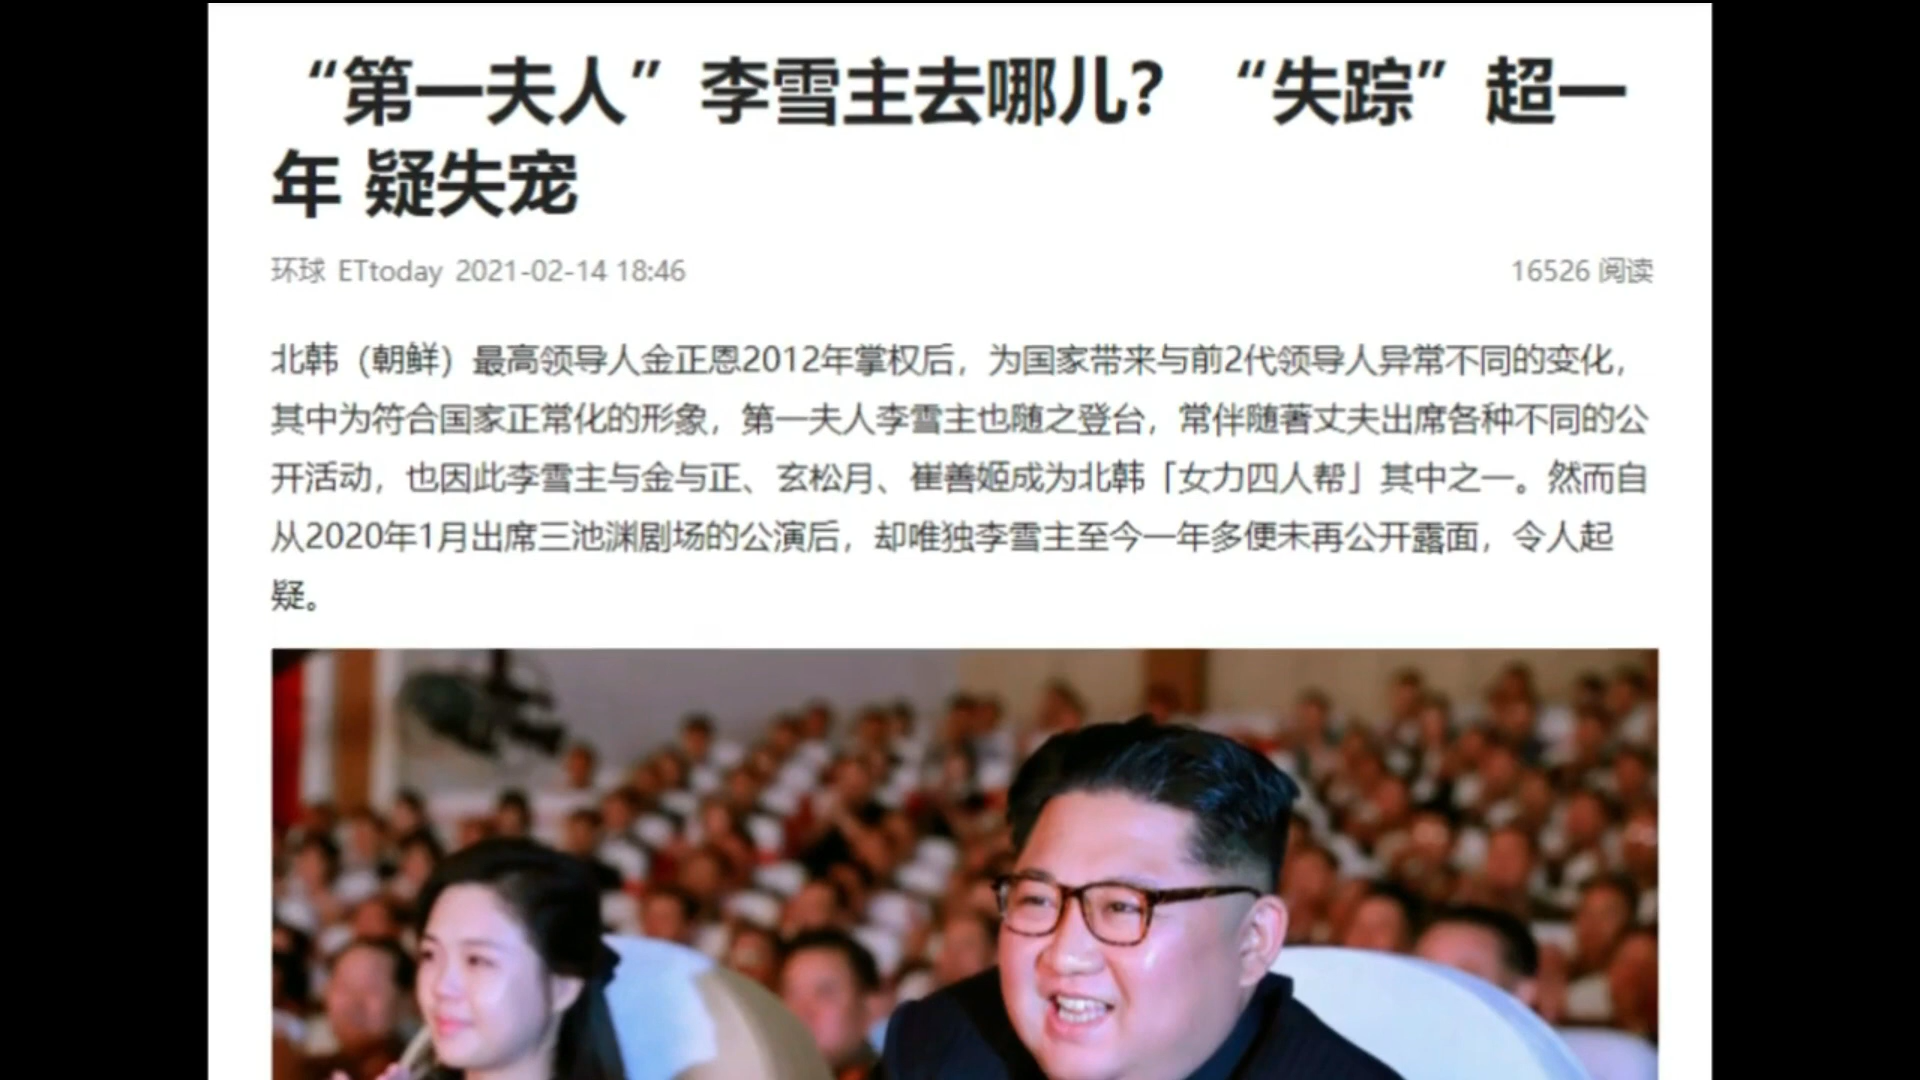 “第一夫人”李雪主去哪儿？ “失踪”超一
年 疑失宠
环球 ETtoday 2021-02-14 18:46
16526 阅读
北韩（朝鲜）最高领导人金正恩2012年掌权后，为国家带来与前2代领导人异常不同的变化，
其中为符合国家正常化的形象，第一夫人李雪主也随之登台，常伴随著丈夫出席各种不同的公
开活动，也因此李雪主与金与正、玄松月、崔善姬成为北韩「女力四人帮」其中之一。然而自
从2020年1月出席三池渊剧场的公演后，却唯独李雪主至今一年多便未再公开露面，令人起
疑。